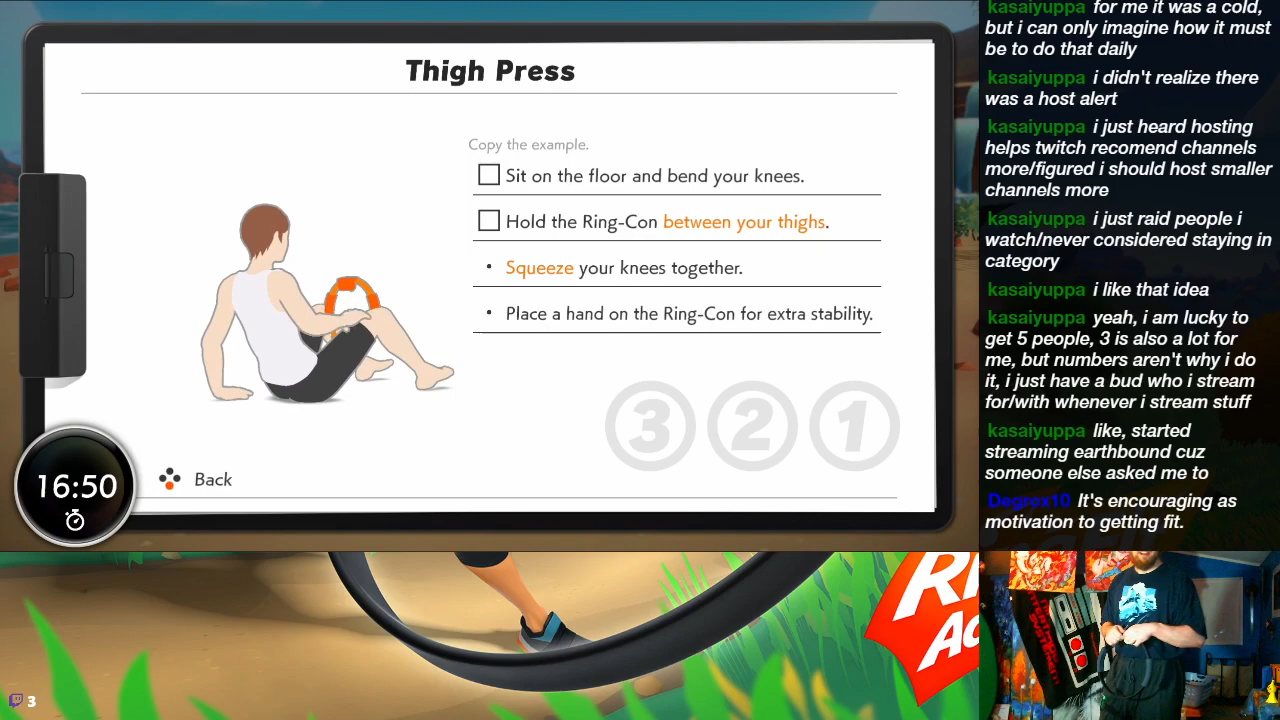 Thigh Press
Copy the example.
Sit on the floor and bend your knees.
Hold the Ring-Con between your thighs.
• Squeeze your knees together.
• Place a hand on the Ring-Con for extra stability.
3 2 1
16:50
Back
3
kasaiyuppa for me it was a cold,
but i can only imagine how it must
be to do that daily
kasaiyuppa i didn't realize there
was a host alert
kasaiyuppa i just heard hosting
helps twitch recomend channels
more/figured i should host smaller
channels more
kasaiyuppa i just raid people i
watch/never considered staying in
category
kasaiyuppa i like that idea
kasaiyuppa yeah, i am lucky to
get 5 people, 3 is also a lot for
me, but numbers aren't why i do
it, i just have a bud who i stream
for/with whenever i stream stuff
kasaiyuppa like, started
streaming earthbound cuz
someone else asked me to
Degrox10 It's encouraging as
motivation to getting fit.